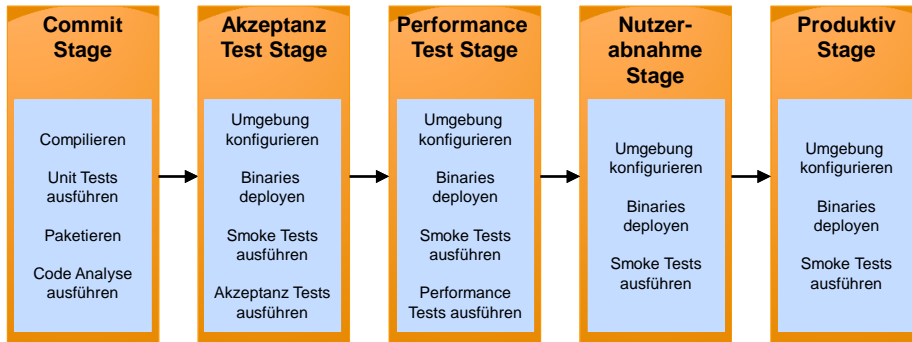 Commit
Stage
Compilieren
Unit Tests
ausführen
Paketieren
Code Analyse
ausführen
Akzeptanz
Test Stage
Umgebung
konfigurieren
Binaries
deployen
Smoke Tests
ausführen
Akzeptanz Tests
ausführen
Performance
Test Stage
Umgebung
konfigurieren
Binaries
deployen
Smoke Tests
ausführen
Performance
Tests ausführen
Nutzer-
abnahme
Stage
Umgebung
konfigurieren
Binaries
deployen
Smoke Tests
ausführen
Produktiv
Stage
Umgebung
konfigurieren
Binaries
deployen
Smoke Tests
ausführen